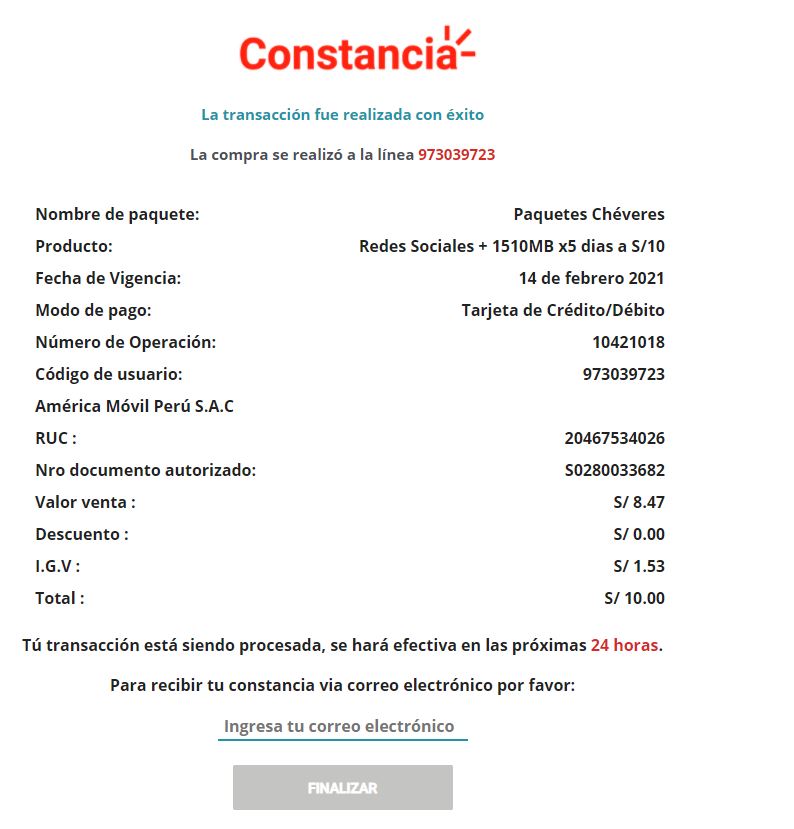 Constancia
La transacción fue realizada con éxito
La compra se realizó a la línea 973039723
Nombre de paquete: Paquetes Chéveres
Producto: Redes Sociales + 1510MB x5 dias a S/10
Fecha de Vigencia: 14 de febrero 2021
Modo de pago: Tarjeta de Crédito/Débito
Número de Operación: 10421018
Código de usuario: 973039723
América Móvil Perú S.A.C
RUC : 20467534026
Nro documento autorizado: S0280033682
Valor venta : S/ 8.47
Descuento : S/ 0.00
I.G.V : S/ 1.53
Total : S/ 10.00
Tú transacción está siendo procesada, se hará efectiva en las próximas 24 horas.
Para recibir tu constancia via correo electrónico por favor:
Ingresa tu correo electrónico
FINALIZAR